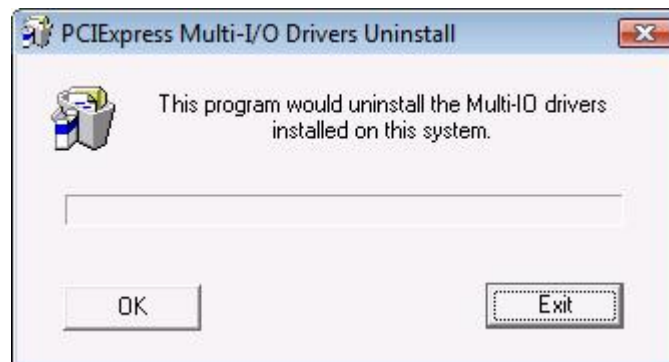 PCIExpress Multi-I/O Drivers Uninstall
This program would uninstall the Multi-IO drivers
installed on this system.
OK
Exit